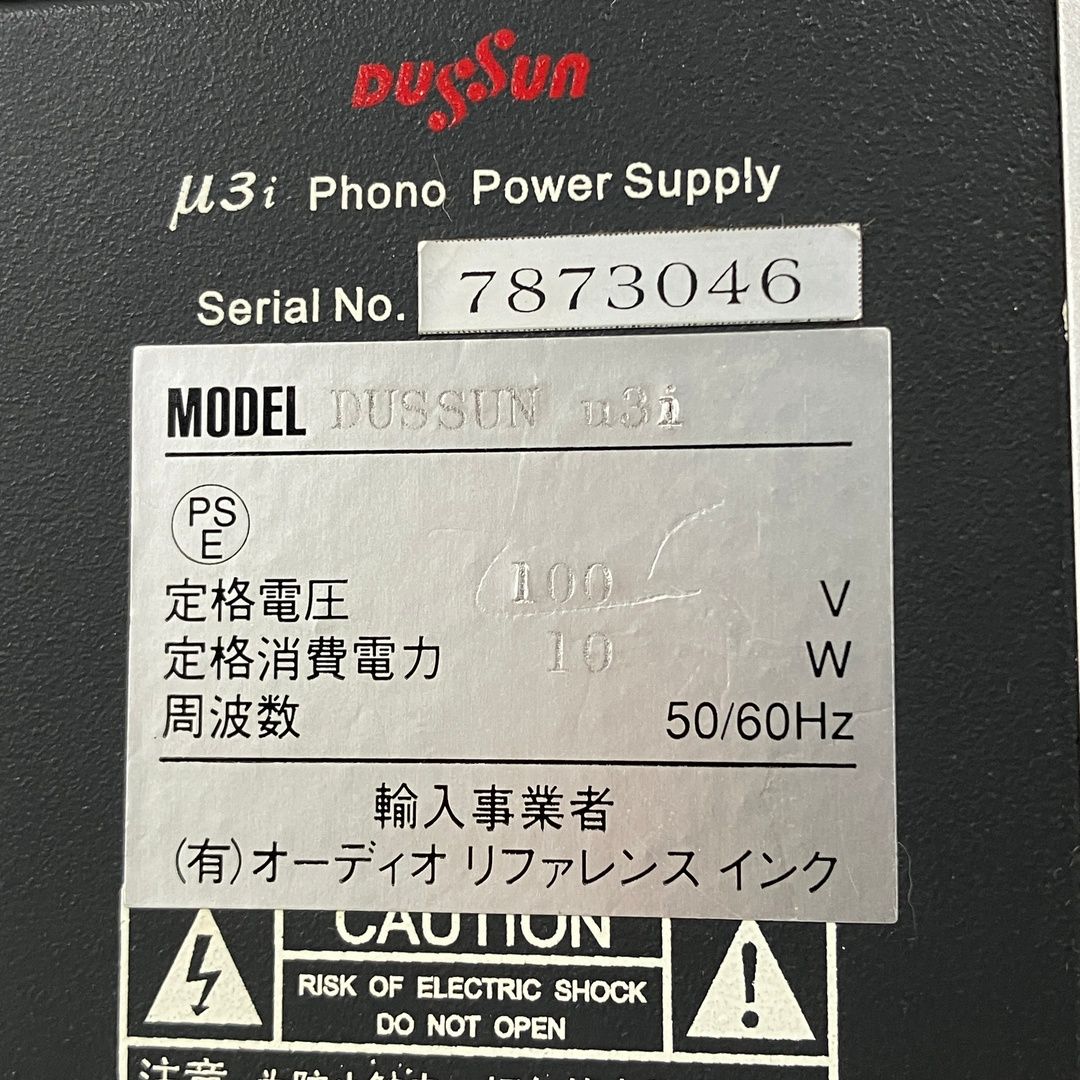 DUSSUN
μ3i Phono Power Supply
Serial No. 7873046
MODEL DUSSUN u3i
PS
E
定格電圧 100 V
定格消費電力 10 W
周波数 50/60Hz
輸入事業者
(有)オーディオ リファレンス インク
CAUTION
RISK OF ELECTRIC SHOCK
DO NOT OPEN
注意